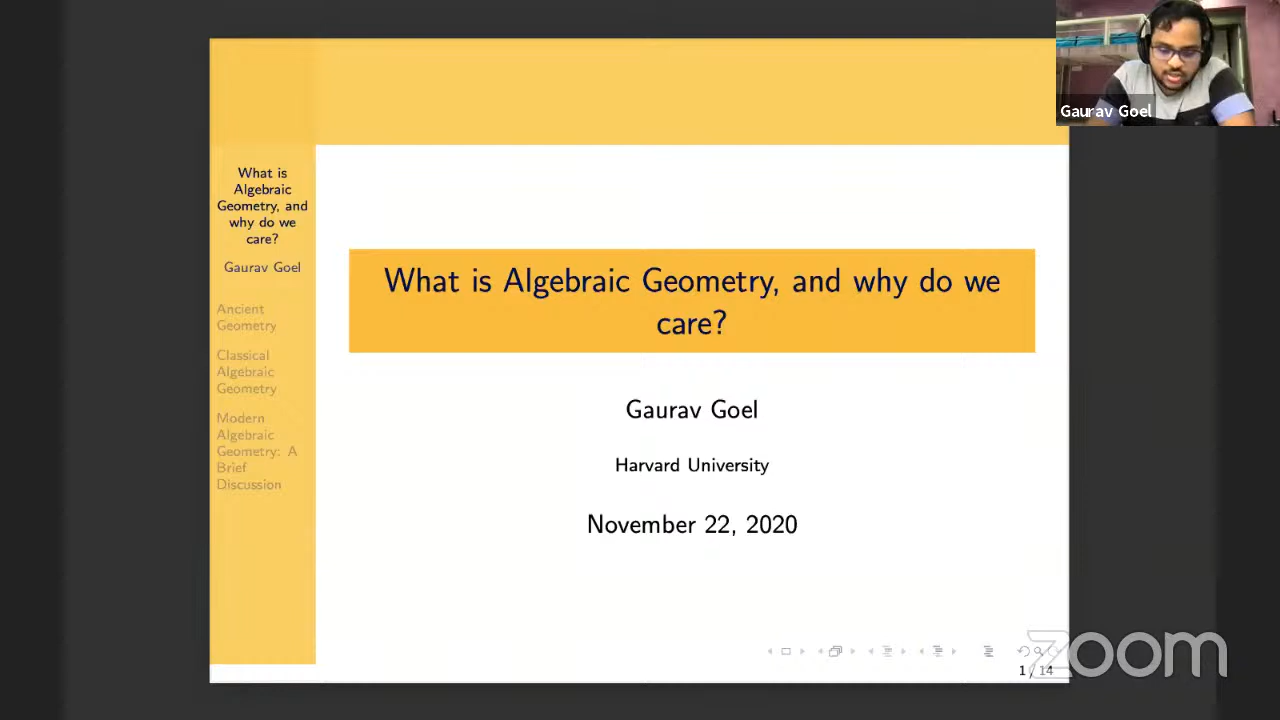 What is
Algebraic
Geometry, and
why do we
care?
Gaurav Goel
Ancient
Geometry
Classical
Algebraic
Geometry
Modern
Algebraic
Geometry: A
Brief
Discussion
What is Algebraic Geometry, and why do we
care?
Gaurav Goel
Harvard University
November 22, 2020
1 / 14
Gaurav Goel
zoom